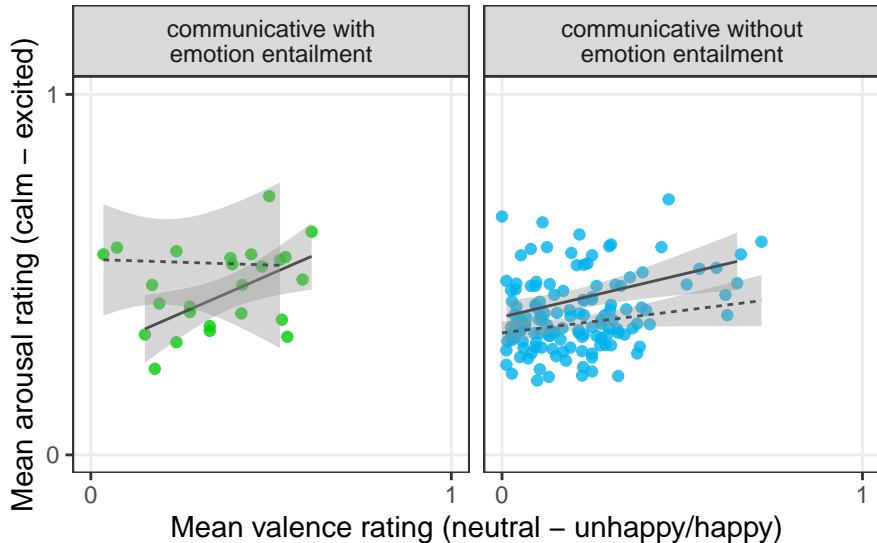 communicative with
emotion entailment
communicative without
emotion entailment
Mean arousal rating (calm − excited)
1
0
0
1
0
1
Mean valence rating (neutral − unhappy/happy)